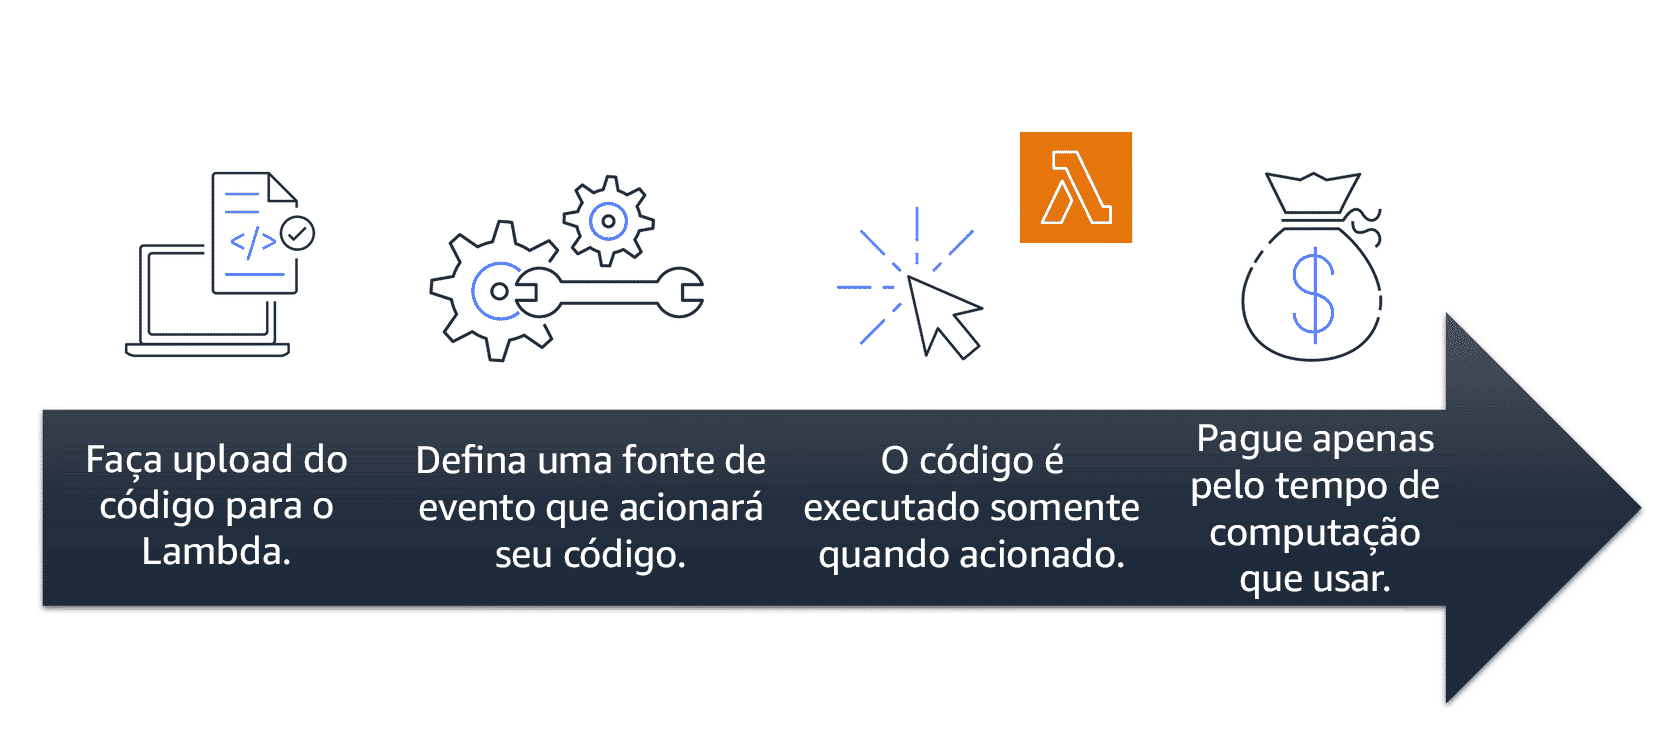 </>
$
Faça upload do
código para o
Lambda.
Defina uma fonte de
evento que acionará
seu código.
O código é
executado somente
quando acionado.
Pague apenas
pelo tempo de
computação
que usar.